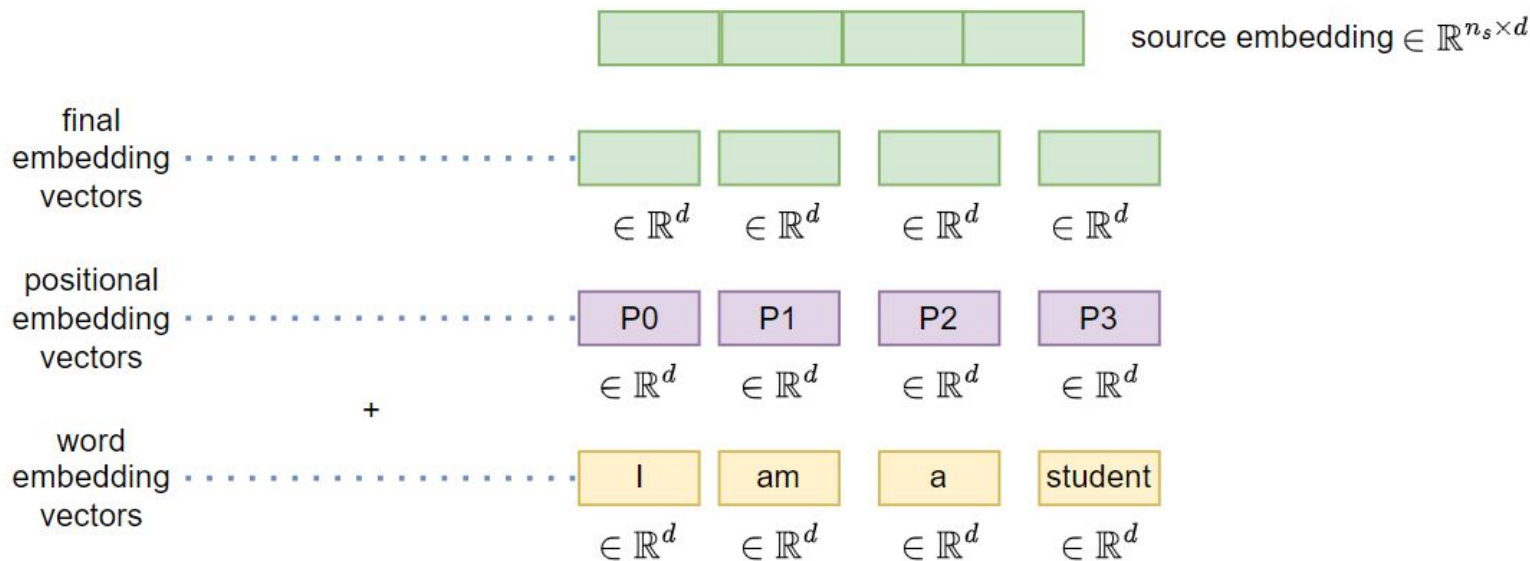 source embedding ∈ ℝ^{n_s×d}
final
embedding
vectors
∈ ℝ^d ∈ ℝ^d ∈ ℝ^d ∈ ℝ^d
positional
embedding
vectors
P0 P1 P2 P3
∈ ℝ^d ∈ ℝ^d ∈ ℝ^d ∈ ℝ^d
+
word
embedding
vectors
I am a student
∈ ℝ^d ∈ ℝ^d ∈ ℝ^d ∈ ℝ^d